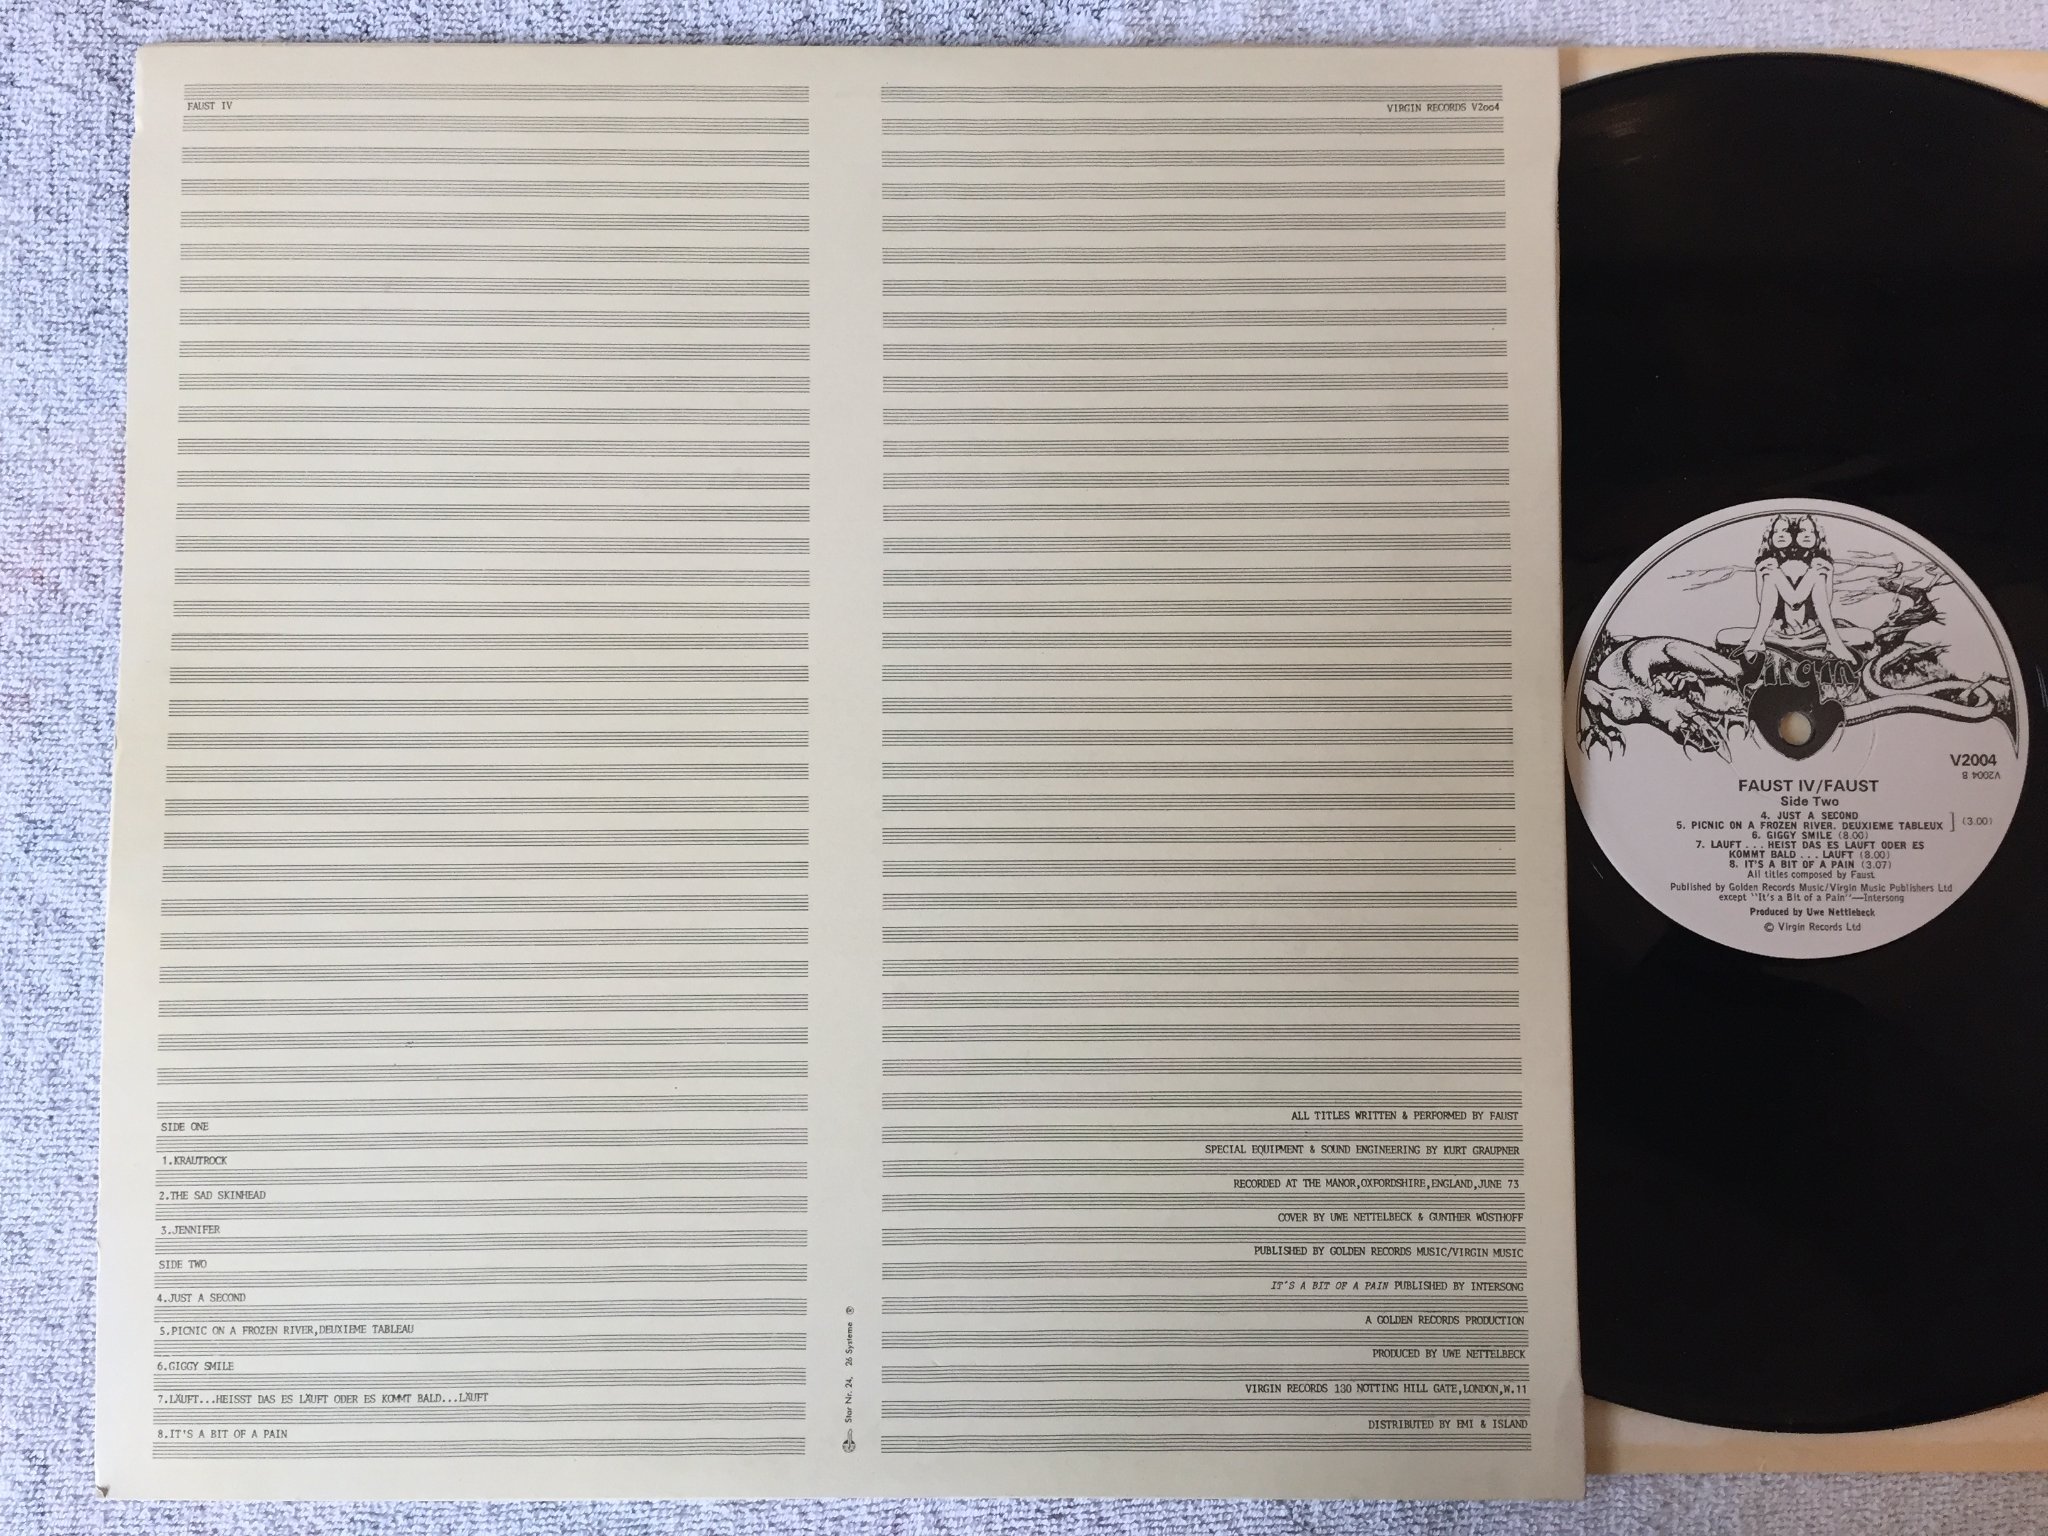 FAUST IV
VIRGIN RECORDS V2oo4
SIDE ONE
1.KRAUTROCK
2.THE SAD SKINHEAD
3.JENNIFER
SIDE TWO
4.JUST A SECOND
5.PICNIC ON A FROZEN RIVER,DEUXIEME TABLEAU
6.GIGGY SMILE
7.LÄUFT...HEISST DAS ES LÄUFT ODER ES KOMMT BALD...LÄUFT
8.IT'S A BIT OF A PAIN
Star Nr. 24, 26 Systeme ®
ALL TITLES WRITTEN & PERFORMED BY FAUST
SPECIAL EQUIPMENT & SOUND ENGINEERING BY KURT GRAUPNER
RECORDED AT THE MANOR,OXFORDSHIRE,ENGLAND,JUNE 73
COVER BY UWE NETTELBECK & GUNTHER WÜSTHOFF
PUBLISHED BY GOLDEN RECORDS MUSIC/VIRGIN MUSIC
IT'S A BIT OF A PAIN PUBLISHED BY INTERSONG
A GOLDEN RECORDS PRODUCTION
PRODUCED BY UWE NETTELBECK
VIRGIN RECORDS 130 NOTTING HILL GATE,LONDON,W.11
DISTRIBUTED BY EMI & ISLAND
Virgin
V2004
V2004 B
FAUST IV/FAUST
Side Two
4. JUST A SECOND
5. PICNIC ON A FROZEN RIVER. DEUXIEME TABLEUX ] (3.00)
6. GIGGY SMILE (8.00)
7. LAUFT . . . HEIST DAS ES LAUFT ODER ES
KOMMT BALD . . . LAUFT (8.00)
8. IT'S A BIT OF A PAIN (3.07)
All titles composed by Faust
Published by Golden Records Music/Virgin Music Publishers Ltd
except "It's a Bit of a Pain"—Intersong
Produced by Uwe Nettlebeck
© Virgin Records Ltd